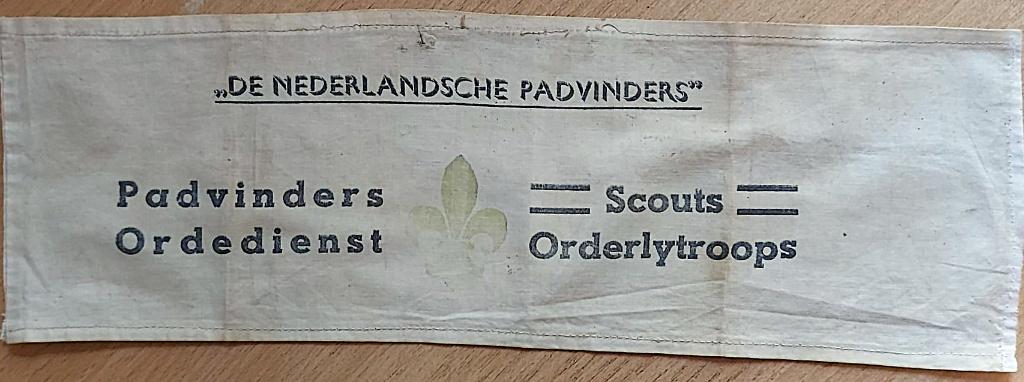 „DE NEDERLANDSCHE PADVINDERS”
Padvinders
Ordedienst
Scouts
Orderlytroops